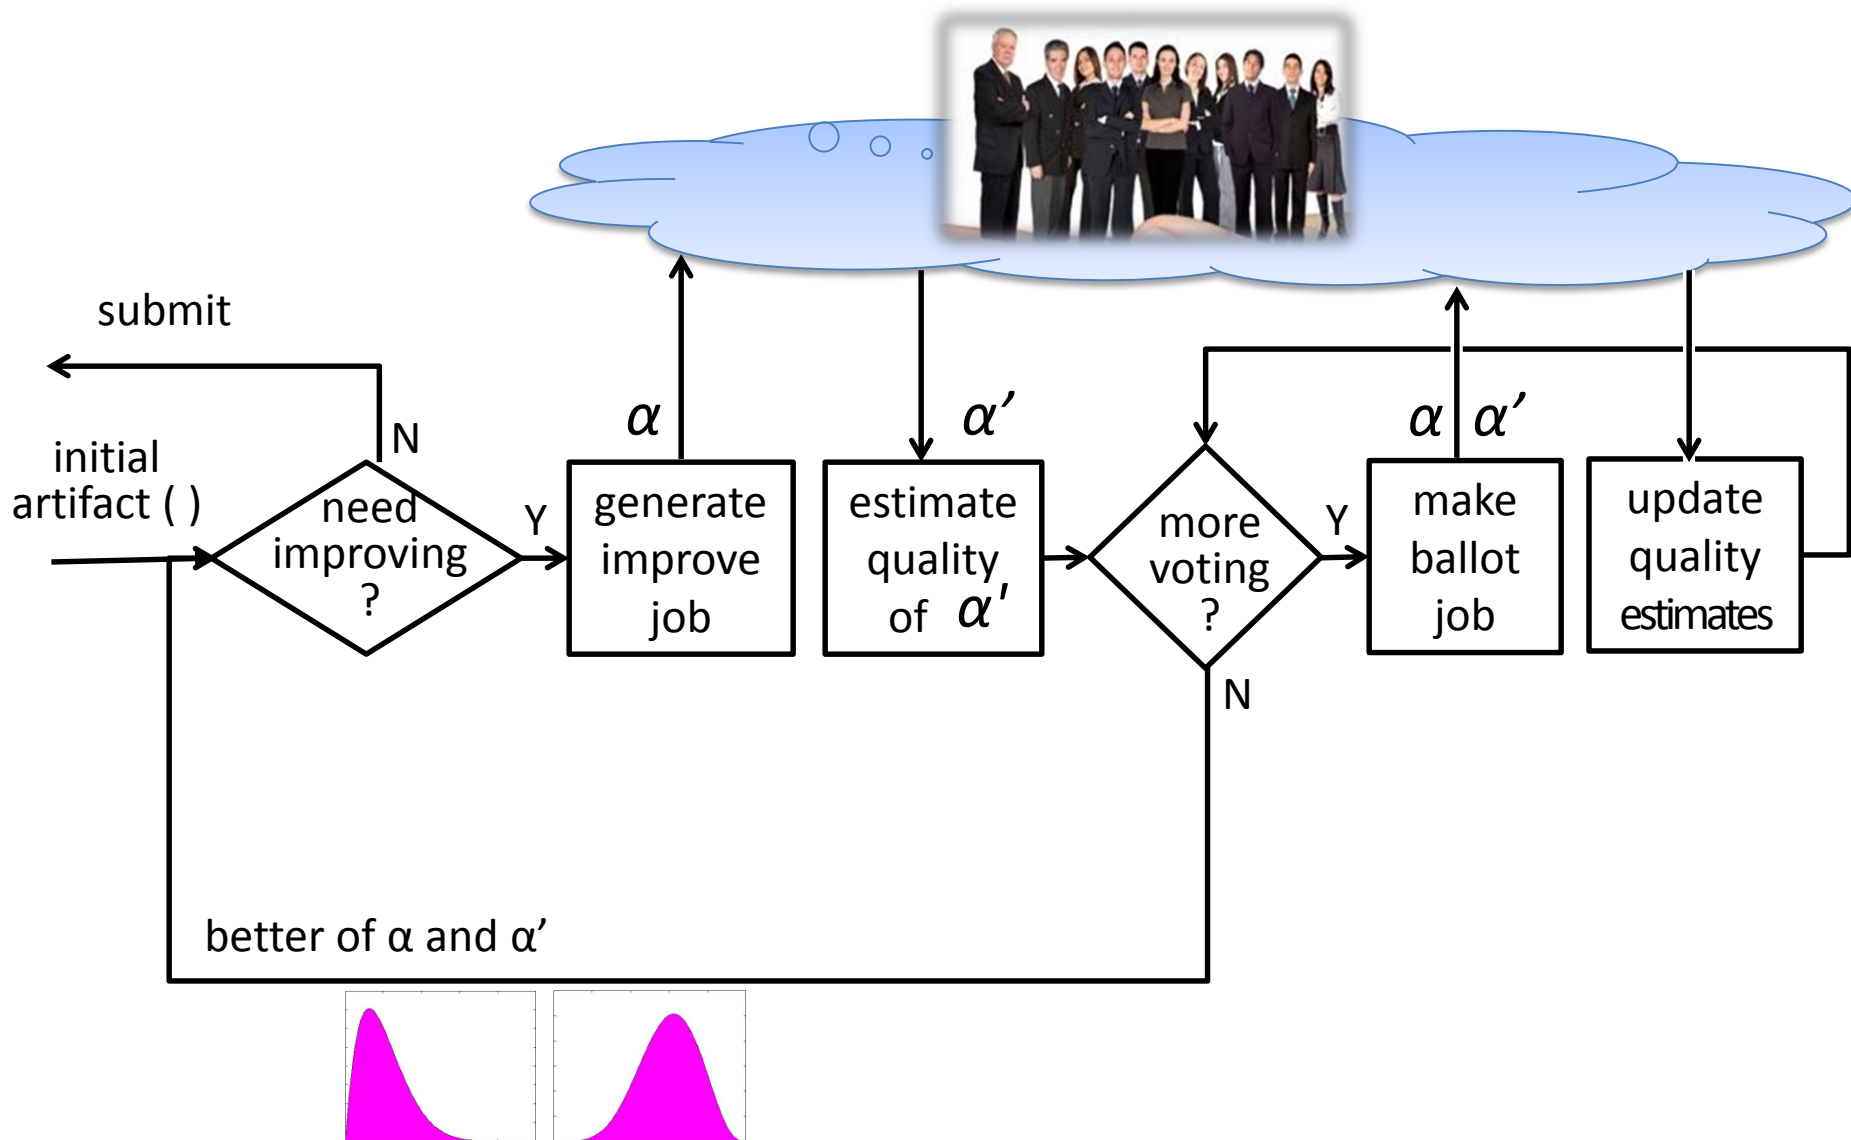 submit
N
initial
artifact ( )
need
improving
?
Y
α
generate
improve
job
α’
estimate
quality
of α'
more
voting
?
Y
N
α α’
make
ballot
job
update
quality
estimates
better of α and α’